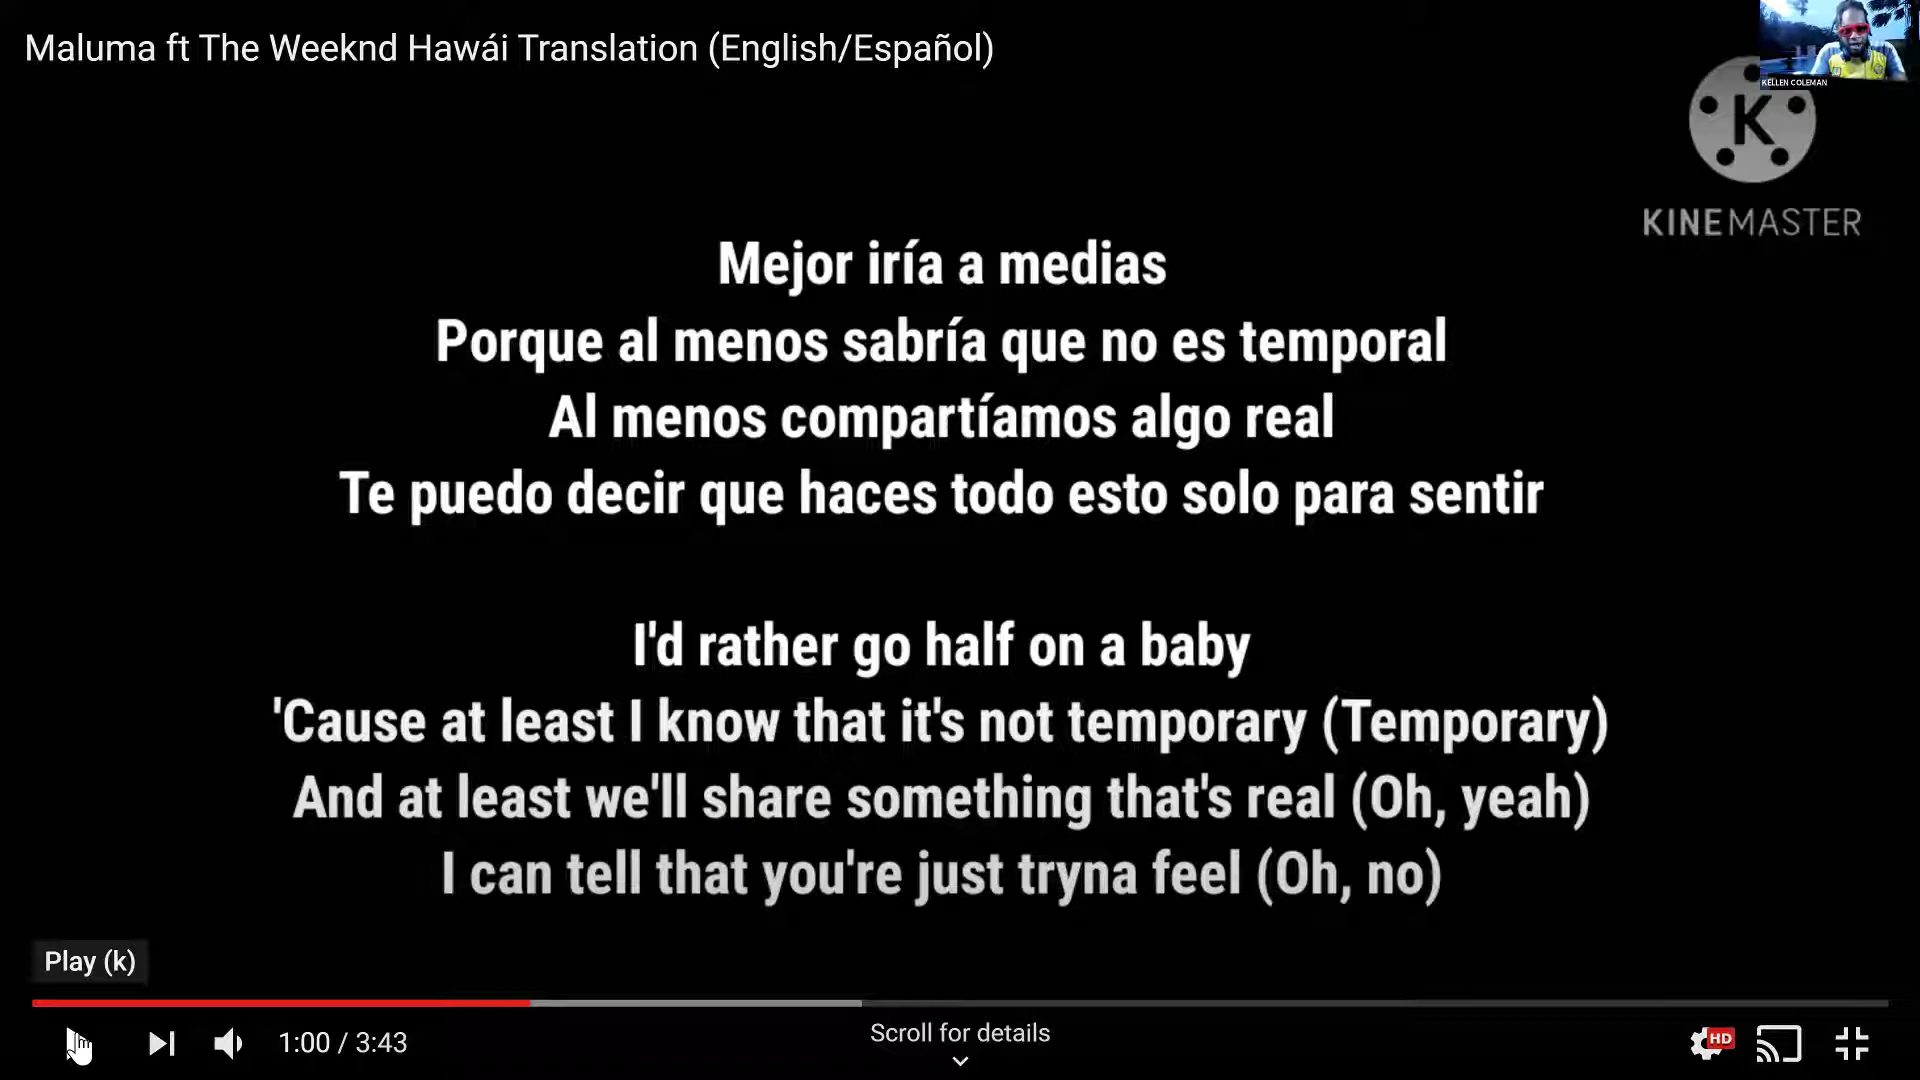 Maluma ft The Weeknd Hawái Translation (English/Español)
KELLEN COLEMAN
K
KINEMASTER
Mejor iría a medias
Porque al menos sabría que no es temporal
Al menos compartíamos algo real
Te puedo decir que haces todo esto solo para sentir
I'd rather go half on a baby
'Cause at least I know that it's not temporary (Temporary)
And at least we'll share something that's real (Oh, yeah)
I can tell that you're just tryna feel (Oh, no)
Play (k)
1:00 / 3:43
Scroll for details
HD